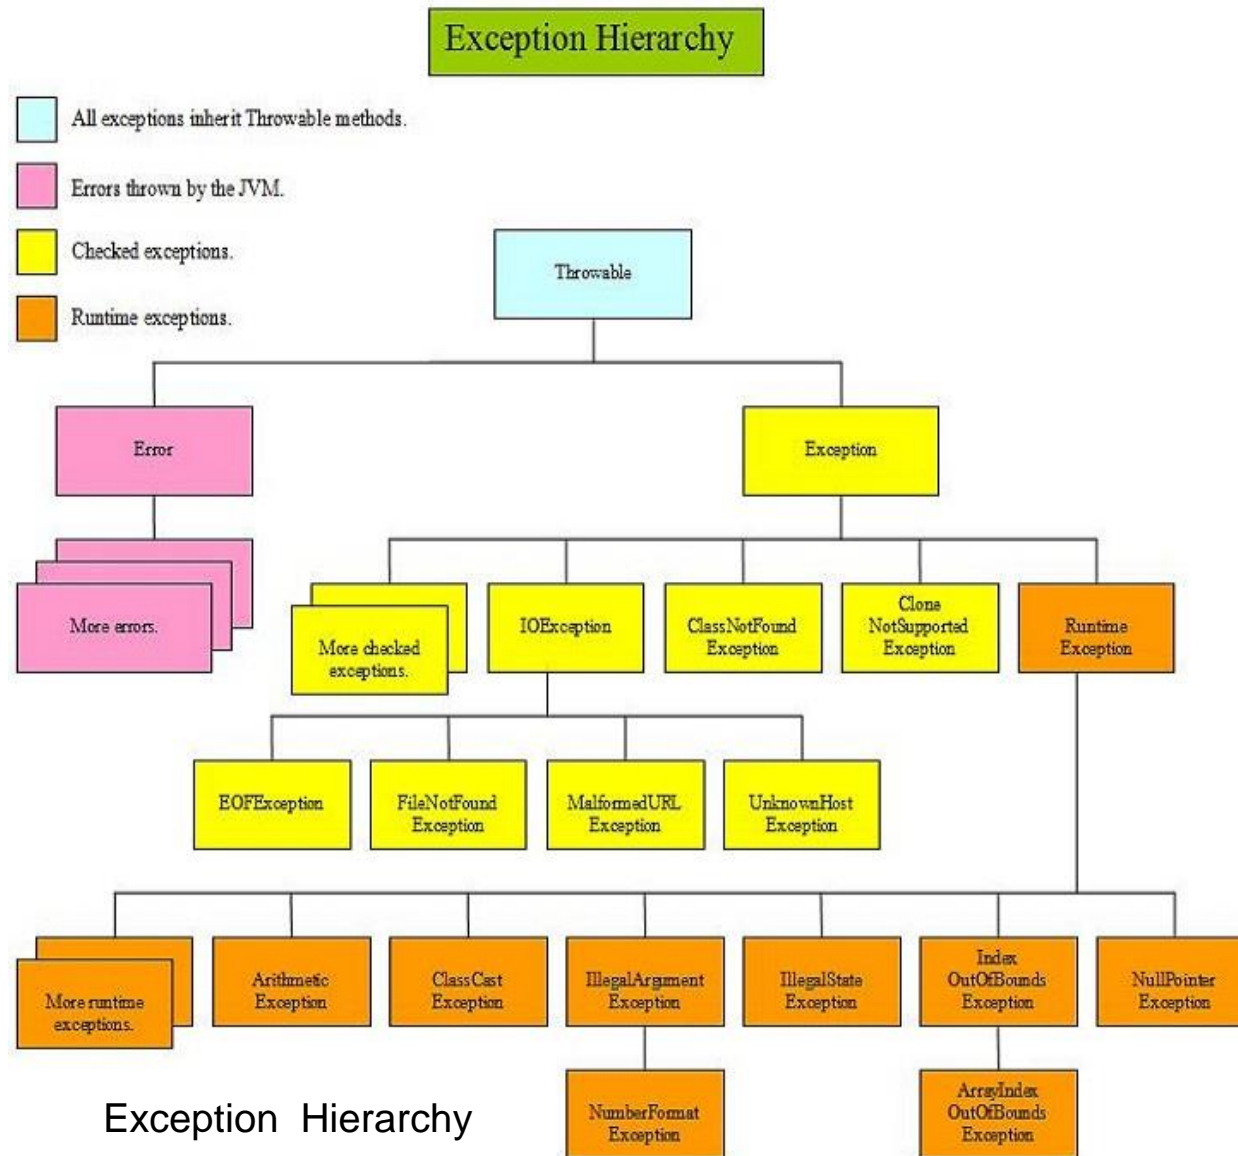 Exception Hierarchy
All exceptions inherit Throwable methods.
Errors thrown by the JVM.
Checked exceptions.
Runtime exceptions.
Throwable
Error
Exception
More errors.
More checked
exceptions.
IOException
ClassNotFound
Exception
Clone
NotSupported
Exception
Runtime
Exception
EOFException
FileNotFound
Exception
MalformedURL
Exception
UnknownHost
Exception
More runtime
exceptions.
Arithmetic
Exception
ClassCast
Exception
IllegalArgument
Exception
IllegalState
Exception
Index
OutOfBounds
Exception
NullPointer
Exception
NumberFormat
Exception
ArrayIndex
OutOfBounds
Exception
Exception Hierarchy